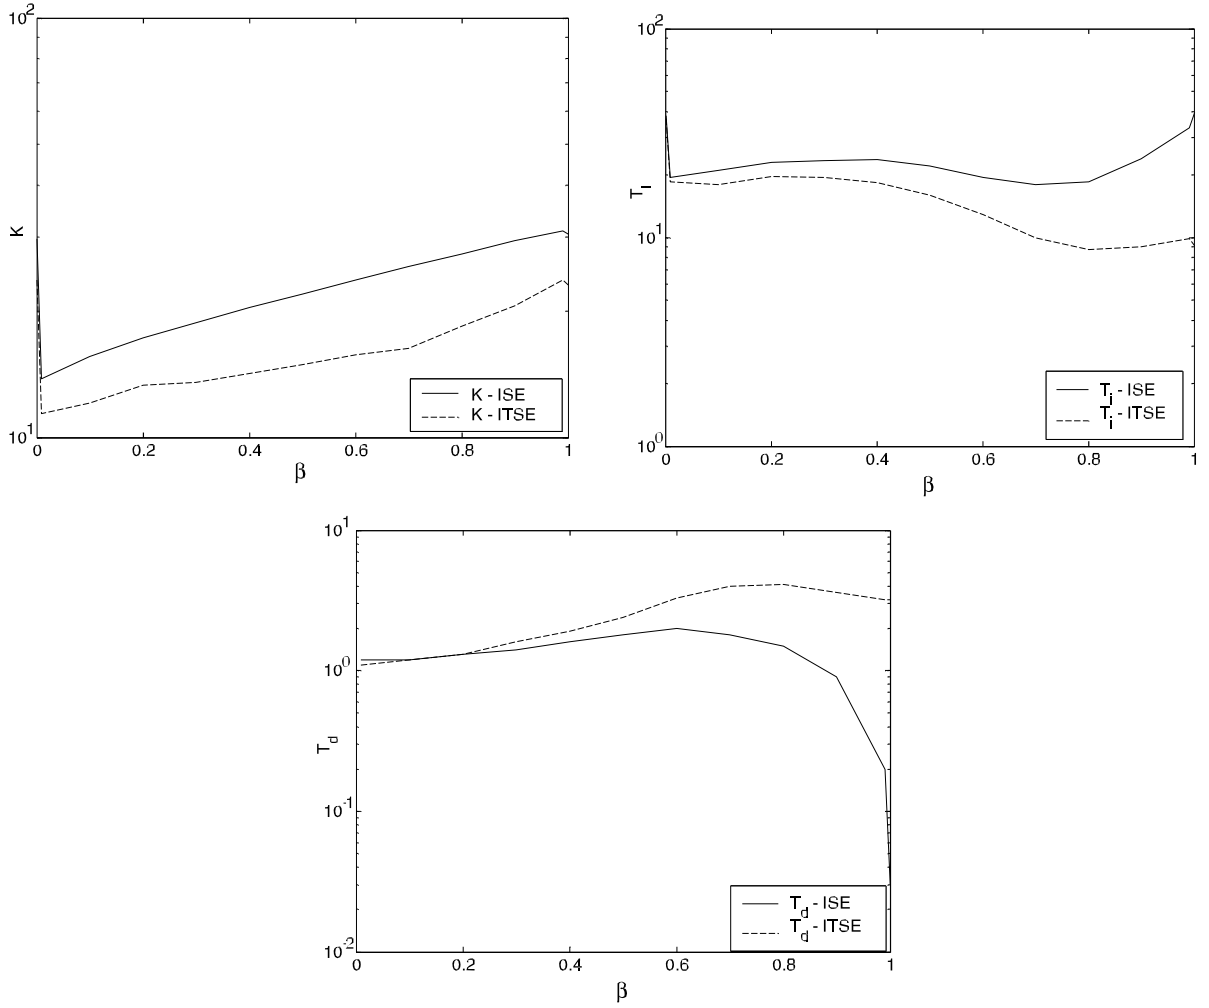 10^2
K
10^1
K - ISE
K - ITSE
0 0.2 0.4 0.6 0.8 1
β
10^2
T_I
10^1
10^0
T_i - ISE
T_i - ITSE
0 0.2 0.4 0.6 0.8 1
β
10^1
10^0
T_d
10^-1
10^-2
T_d - ISE
T_d - ITSE
0 0.2 0.4 0.6 0.8 1
β